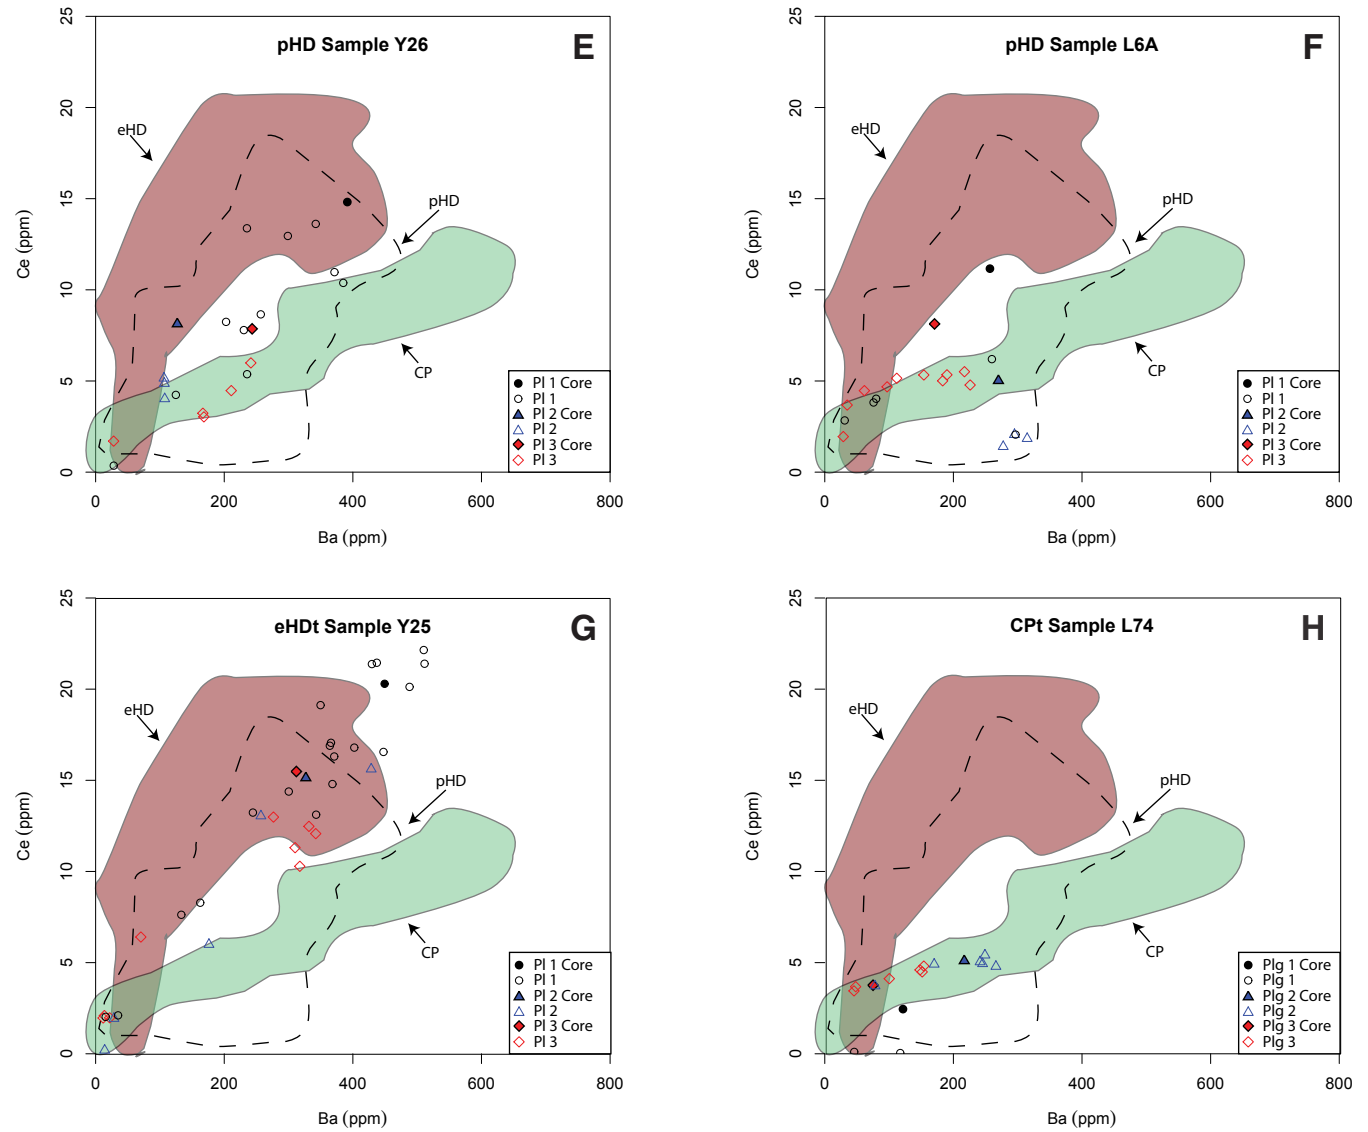 pHD Sample Y26
E
25
20
15
10
5
0
Ce (ppm)
eHD
pHD
CP
Pl 1 Core
Pl 1
Pl 2 Core
Pl 2
Pl 3 Core
Pl 3
0 200 400 600 800
Ba (ppm)
pHD Sample L6A
F
25
20
15
10
5
0
Ce (ppm)
eHD
pHD
CP
Pl 1 Core
Pl 1
Pl 2 Core
Pl 2
Pl 3 Core
Pl 3
0 200 400 600 800
Ba (ppm)
eHDt Sample Y25
G
25
20
15
10
5
0
Ce (ppm)
eHD
pHD
CP
Pl 1 Core
Pl 1
Pl 2 Core
Pl 2
Pl 3 Core
Pl 3
0 200 400 600 800
Ba (ppm)
CPt Sample L74
H
25
20
15
10
5
0
Ce (ppm)
eHD
pHD
CP
Plg 1 Core
Plg 1
Plg 2 Core
Plg 2
Plg 3 Core
Plg 3
0 200 400 600 800
Ba (ppm)